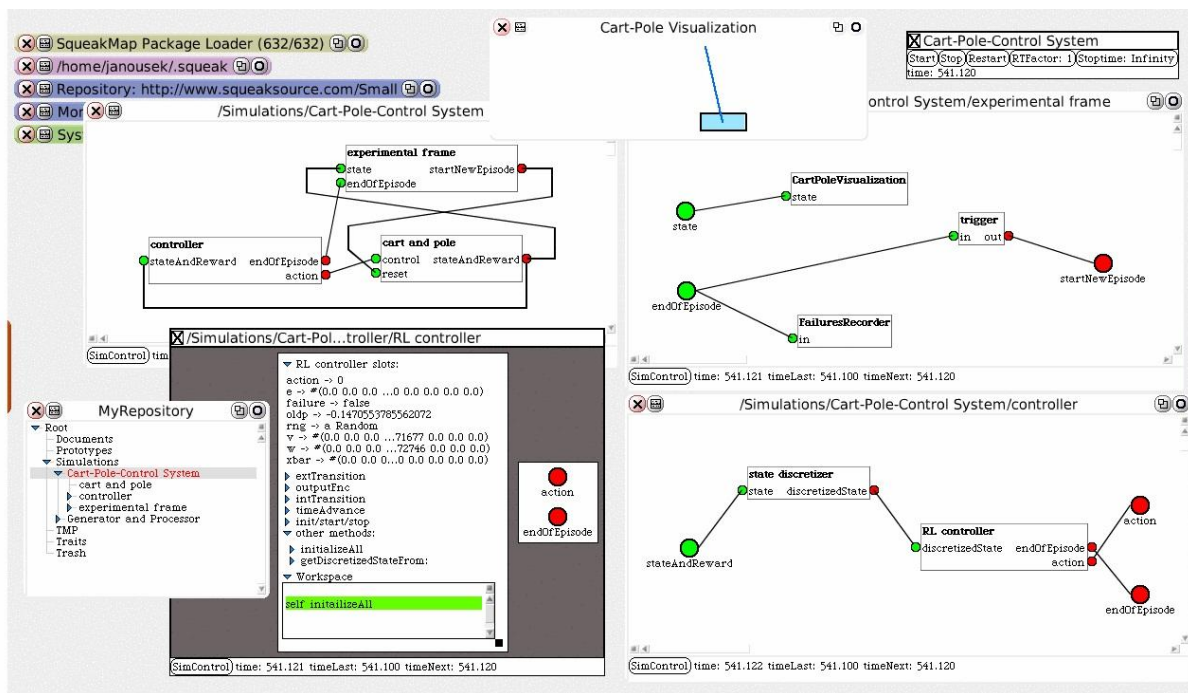 SqueakMap Package Loader (632/632)
/home/janousek/.squeak
Repository: http://www.squeaksource.com/Small
Mor
Sys
Cart-Pole Visualization
Cart-Pole-Control System
Start Stop Restart RTFactor: 1 Stoptime: Infinity
time: 541.120
/Simulations/Cart-Pole-Control System
experimental frame
state startNewEpisode
endOfEpisode
controller
stateAndReward endOfEpisode
action
cart and pole
control stateAndReward
reset
SimControl tim
ontrol System/experimental frame
CartPoleVisualization
state
state
trigger
in out
startNewEpisode
endOfEpisode
FailuresRecorder
in
SimControl time: 541.121 timeLast: 541.100 timeNext: 541.120
/Simulations/Cart-Pol...troller/RL controller
RL controller slots:
action -> 0
e -> #(0.0 0.0 0.0 ...0 0.0 0.0 0.0 0.0)
failure -> false
oldp -> -0.1470553785562072
rng -> a Random
v -> #(0.0 0.0 0.0 ...71677 0.0 0.0 0.0)
w -> #(0.0 0.0 0.0 ...72746 0.0 0.0 0.0)
xbar -> #(0.0 0.0 0...0 0.0 0.0 0.0 0.0)
extTransition
outputFnc
intTransition
timeAdvance
init/start/stop
other methods:
initializeAll
getDiscretizedStateFrom:
Workspace
self initailizeAll
action
endOfEpisode
SimControl time: 541.121 timeLast: 541.100 timeNext: 541.120
MyRepository
Root
Documents
Prototypes
Simulations
Cart-Pole-Control System
cart and pole
controller
experimental frame
Generator and Processor
TMP
Traits
Trash
/Simulations/Cart-Pole-Control System/controller
state discretizer
state discretizedState
stateAndReward
RL controller
discretizedState endOfEpisode
action
action
endOfEpisode
SimControl time: 541.122 timeLast: 541.100 timeNext: 541.120